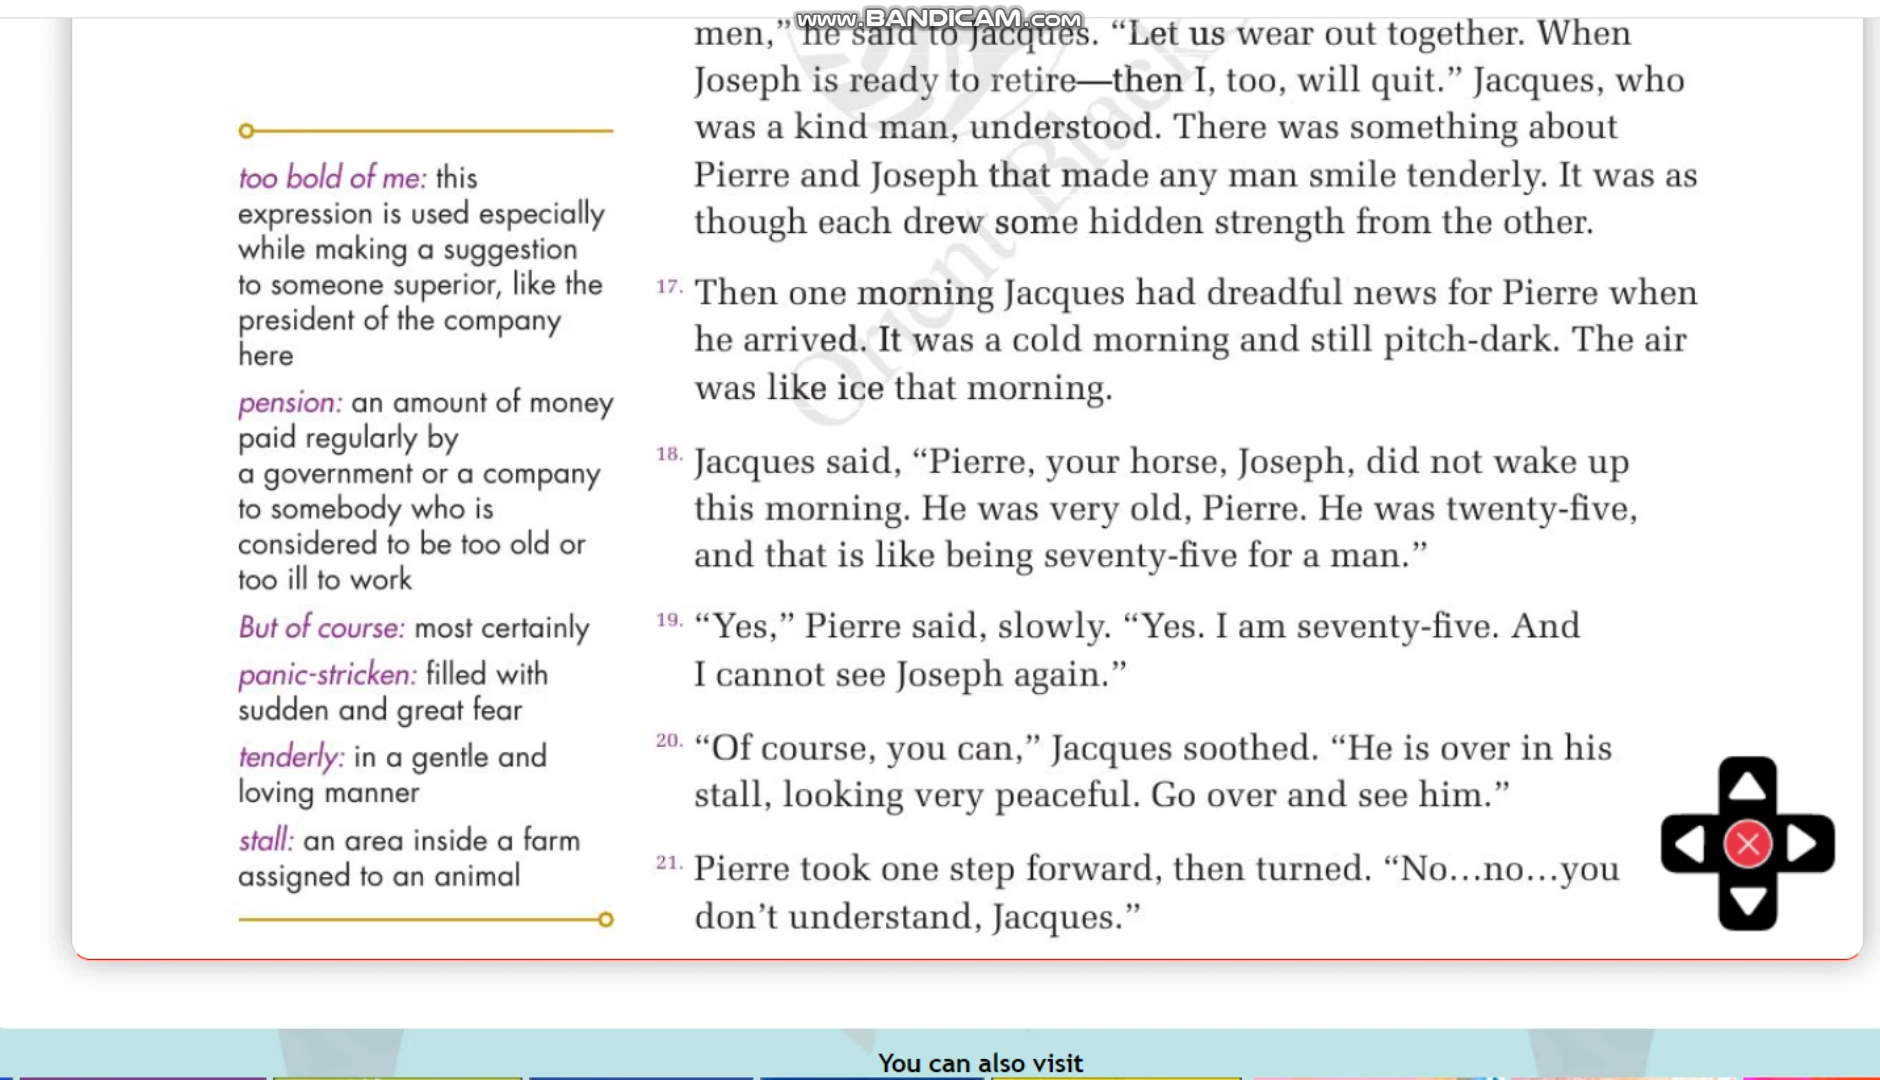 www.BANDICAM.com
men,” he said to Jacques. “Let us wear out together. When
Joseph is ready to retire—then I, too, will quit.” Jacques, who
was a kind man, understood. There was something about
Pierre and Joseph that made any man smile tenderly. It was as
though each drew some hidden strength from the other.
17. Then one morning Jacques had dreadful news for Pierre when
he arrived. It was a cold morning and still pitch-dark. The air
was like ice that morning.
18. Jacques said, “Pierre, your horse, Joseph, did not wake up
this morning. He was very old, Pierre. He was twenty-five,
and that is like being seventy-five for a man.”
19. “Yes,” Pierre said, slowly. “Yes. I am seventy-five. And
I cannot see Joseph again.”
20. “Of course, you can,” Jacques soothed. “He is over in his
stall, looking very peaceful. Go over and see him.”
21. Pierre took one step forward, then turned. “No...no...you
don’t understand, Jacques.”
too bold of me: this
expression is used especially
while making a suggestion
to someone superior, like the
president of the company
here
pension: an amount of money
paid regularly by
a government or a company
to somebody who is
considered to be too old or
too ill to work
But of course: most certainly
panic-stricken: filled with
sudden and great fear
tenderly: in a gentle and
loving manner
stall: an area inside a farm
assigned to an animal
Orient Black
You can also visit